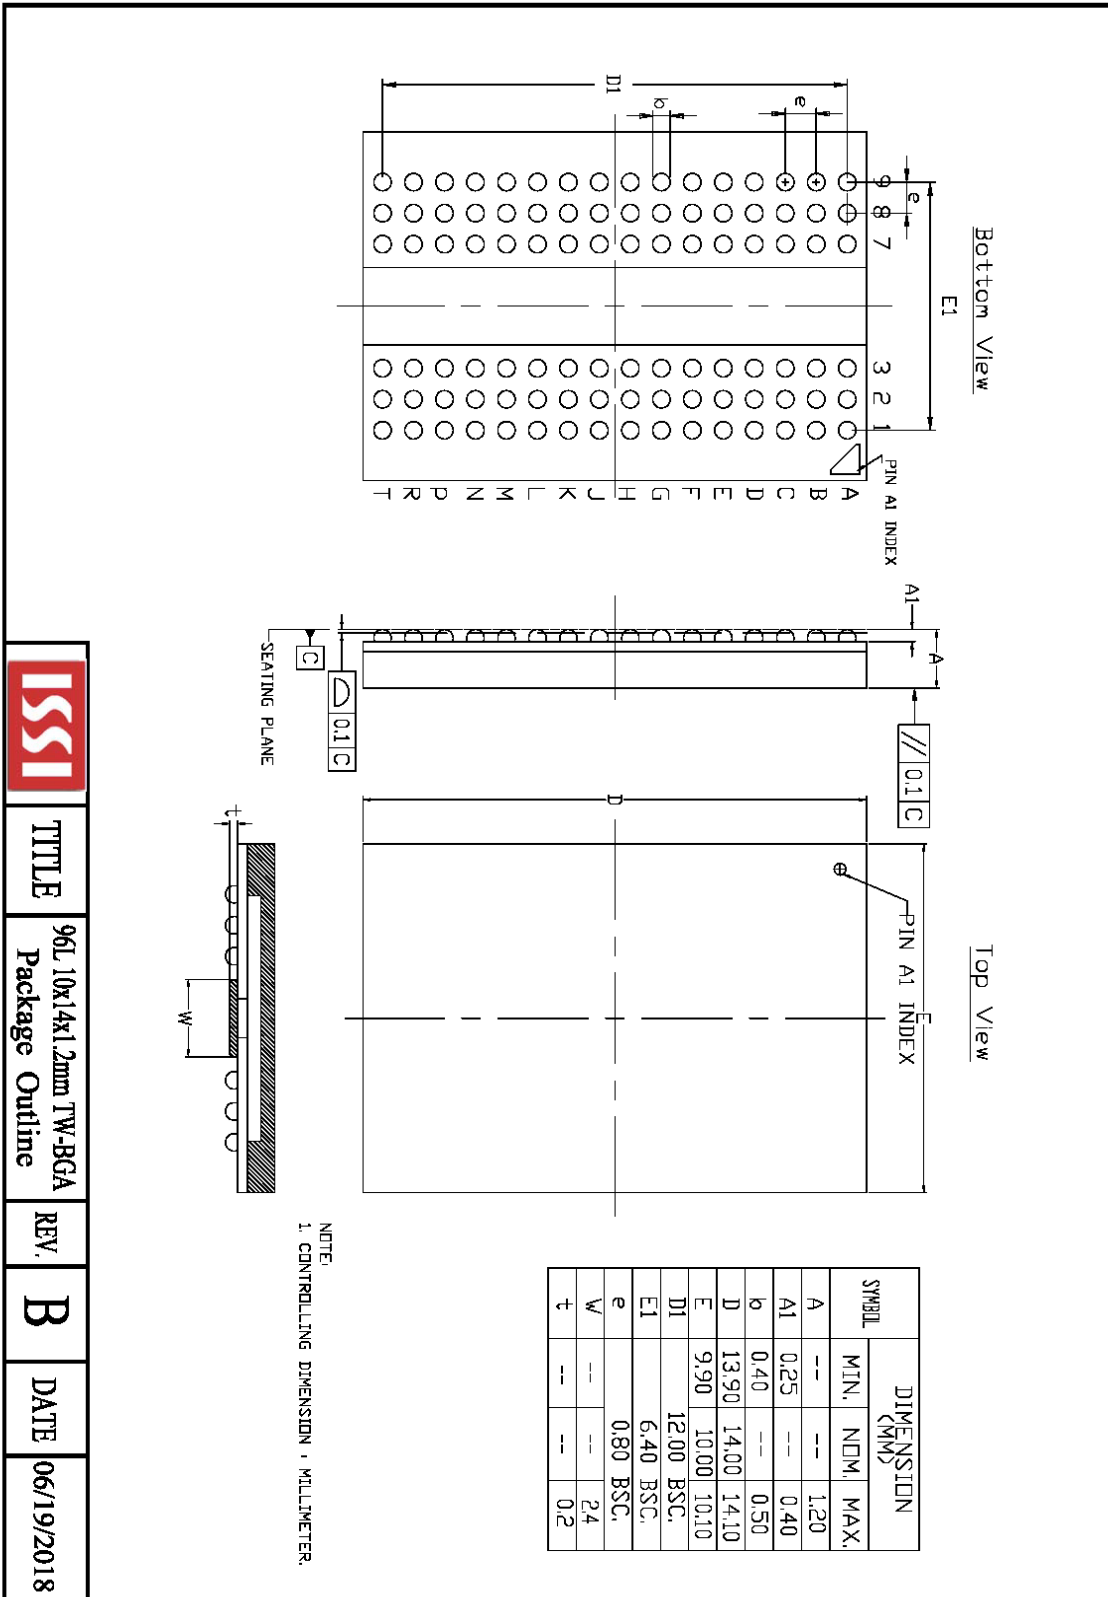 Bottom View
D1
b
e
e
E1
9 8 7 3 2 1
PIN A1 INDEX
T R P N M L K J H G F E D C B A
A1
A
SEATING PLANE
C
0.1 C
// 0.1 C
Top View
D
E
PIN A1 INDEX
t
W
SYMBOL DIMENSION (MM)
MIN. NOM. MAX.
A -- -- 1.20
A1 0.25 -- 0.40
b 0.40 -- 0.50
D 13.90 14.00 14.10
E 9.90 10.00 10.10
D1 12.00 BSC.
E1 6.40 BSC.
e 0.80 BSC.
W -- -- 2.4
t -- -- 0.2
NOTE:
1. CONTROLLING DIMENSION : MILLIMETER.
ISSI
TITLE
96L 10x14x1.2mm TW-BGA
Package Outline
REV.
B
DATE
06/19/2018